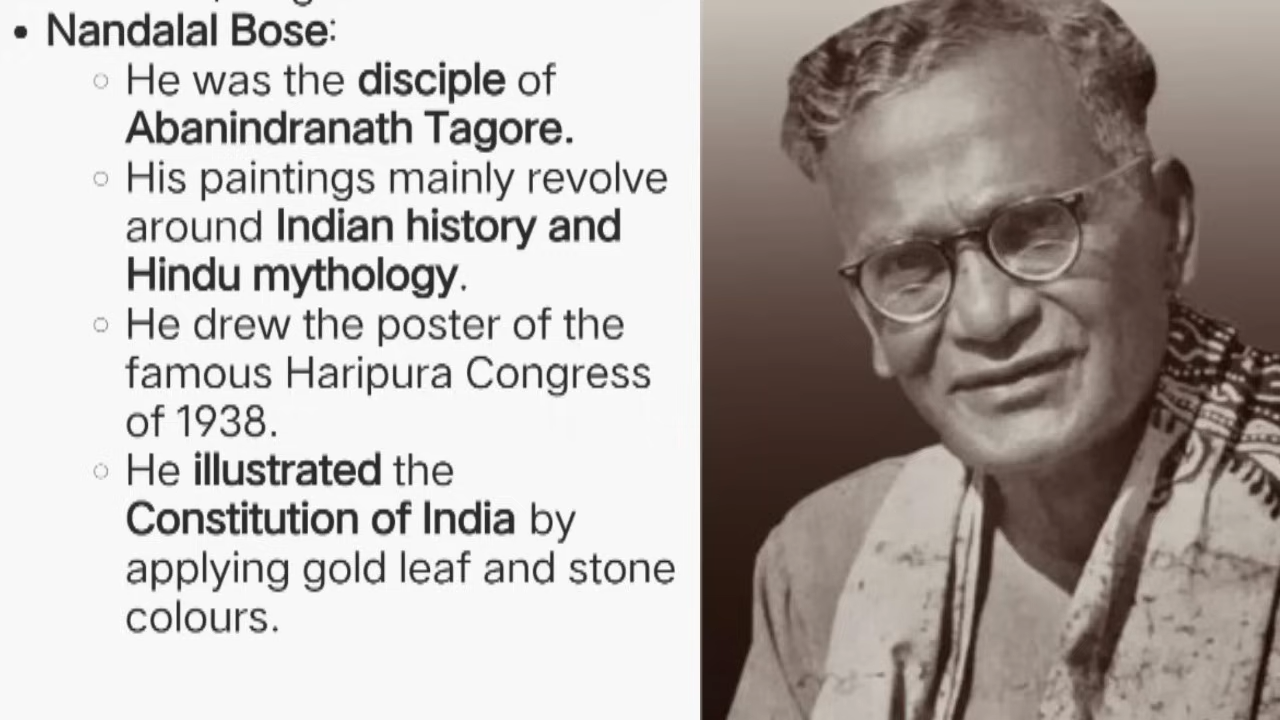 • Nandalal Bose:
○ He was the disciple of
Abanindranath Tagore.
○ His paintings mainly revolve
around Indian history and
Hindu mythology.
○ He drew the poster of the
famous Haripura Congress
of 1938.
○ He illustrated the
Constitution of India by
applying gold leaf and stone
colours.